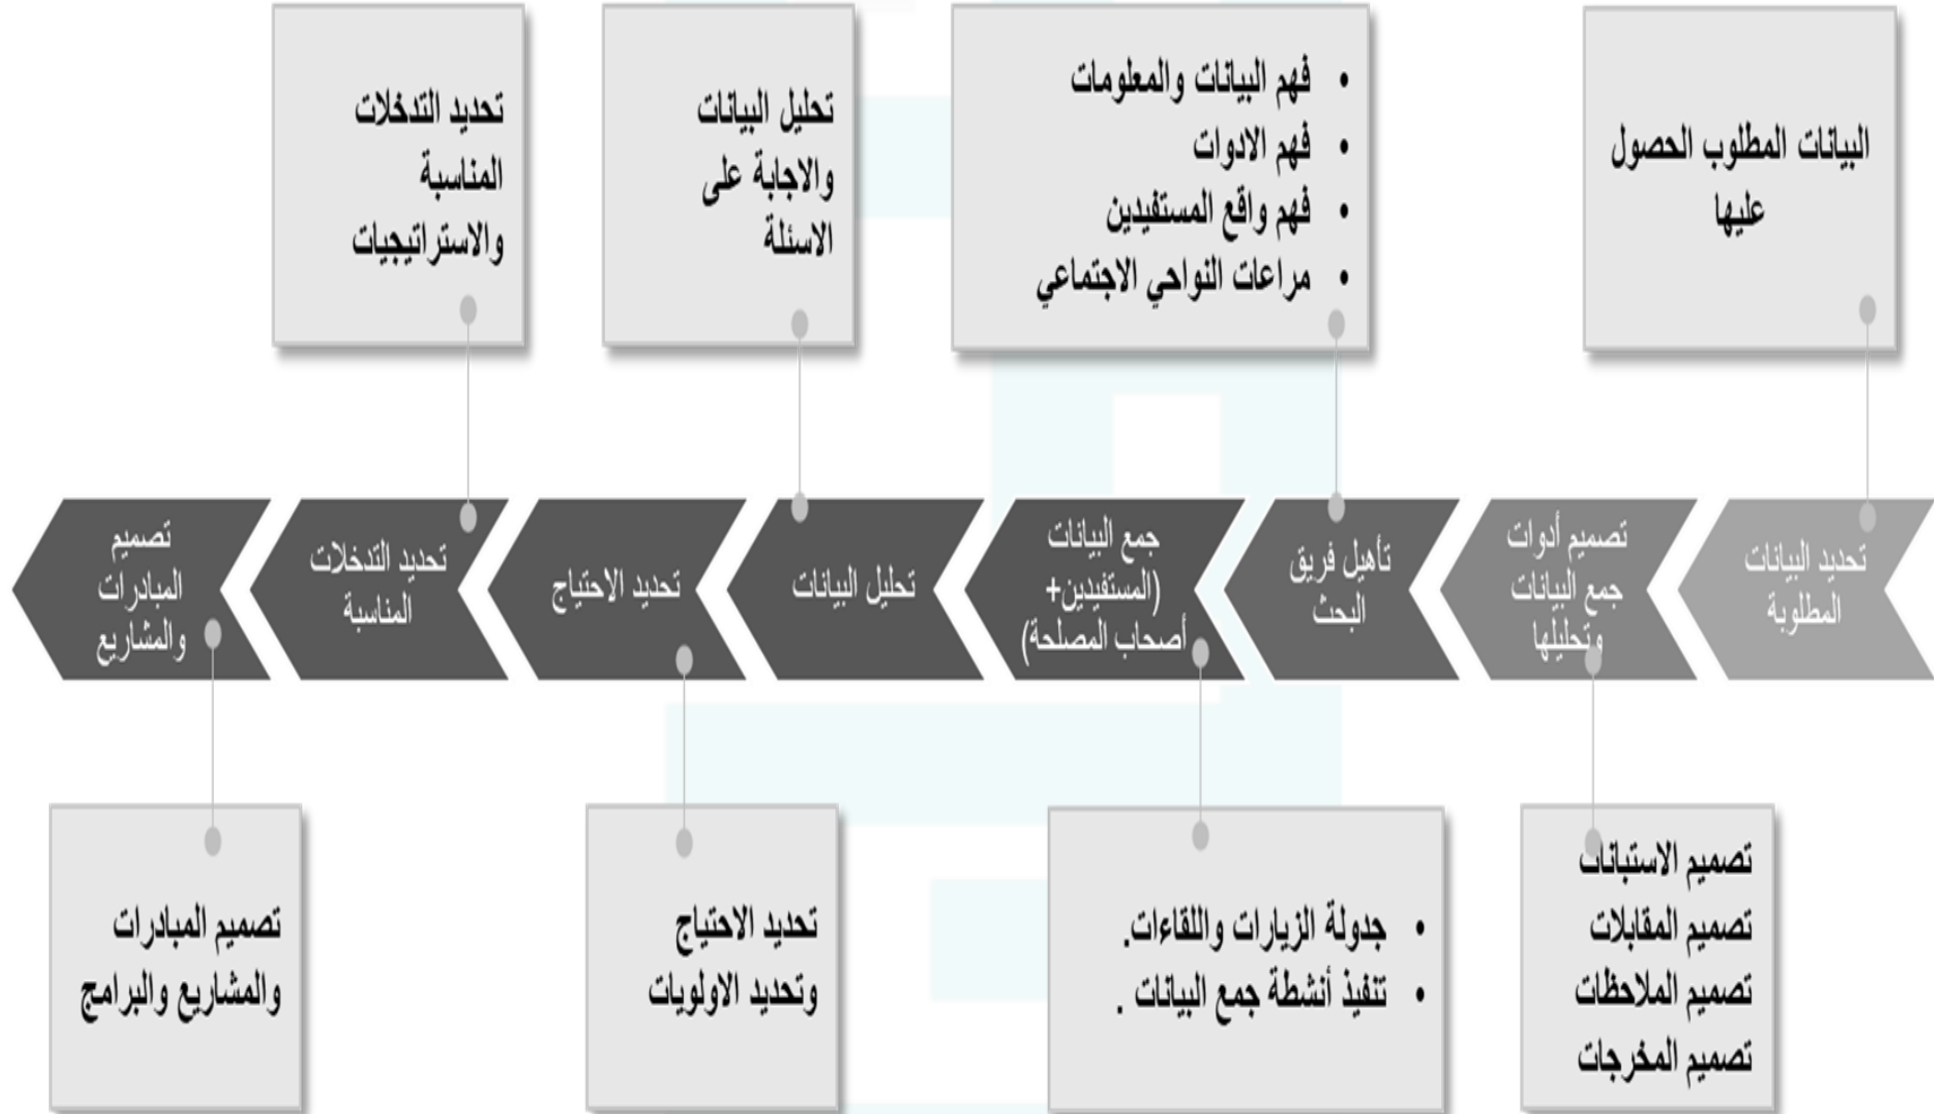 البيانات المطلوب الحصول
عليها
• فهم البيانات والمعلومات
• فهم الادوات
• فهم واقع المستفيدين
• مراعات النواحي الاجتماعي
تحليل البيانات
والاجابة على
الاسئلة
تحديد التدخلات
المناسبة
والاستراتيجيات
تحديد البيانات
المطلوبة
تصميم أدوات
جمع البيانات
وتحليلها
تأهيل فريق
البحث
جمع البيانات
(المستفيدين+
أصحاب المصلحة)
تحليل البيانات
تحديد الاحتياج
تحديد التدخلات
المناسبة
تصميم
المبادرات
والمشاريع
تصميم الاستبانات
تصميم المقابلات
تصميم الملاحظات
تصميم المخرجات
• جدولة الزيارات واللقاءات.
• تنفيذ أنشطة جمع البيانات .
تحديد الاحتياج
وتحديد الاولويات
تصميم المبادرات
والمشاريع والبرامج